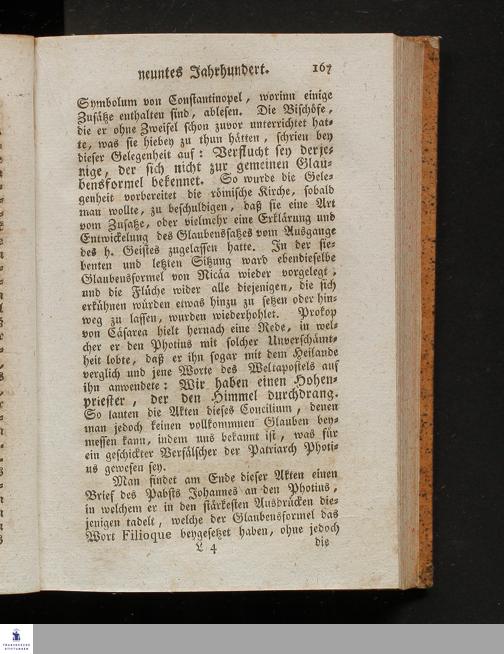 neuntes Jahrhundert. 167
Symbolum von Constantinopel, worinn einige
Zusätze enthalten sind, ablesen. Die Bischöfe,
die er ohne Zweifel schon zuvor unterrichtet hat-
te, was sie hiebey zu thun hätten, schrien bey
dieser Gelegenheit auf: Verflucht sey derje-
nige, der sich nicht zur gemeinen Glau-
bensformel bekennet. So wurde die Gele-
genheit vorbereitet die römische Kirche, sobald
man wollte, zu beschuldigen, daß sie eine Art
vom Zusatze, oder vielmehr eine Erklärung und
Entwickelung des Glaubenssatzes vom Ausgange
des h. Geistes zugelassen hatte. In der sie-
benten und letzten Sitzung ward ebendieselbe
Glaubensformel von Nicäa wieder vorgelegt,
und die Flüche wider alle diejenigen, die sich
erkühnen würden etwas hinzu zu setzen oder hin-
weg zu lassen, wurden wiederhohlet. Prokop
von Cäsarea hielt hernach eine Rede, in wel-
cher er den Photius mit solcher Unverschämt-
heit lobte, daß er ihn sogar mit dem Heilande
verglich und jene Worte des Weltapostels auf
ihn anwendete: Wir haben einen Hohen-
priester, der den Himmel durchdrang.
So lauten die Akten dieses Concilium, denen
man jedoch keinen vollkommnen Glauben bey-
messen kann, indem uns bekannt ist, was für
ein geschickter Verfälscher der Patriarch Photi-
us gewesen sey.
Man findet am Ende dieser Akten einen
Brief des Pabsts Johannes an den Photius,
in welchem er in den stärkesten Ausdrücken die-
jenigen tadelt, welche der Glaubensformel das
Wort Filioque beygesetzet haben, ohne jedoch
L 4 die